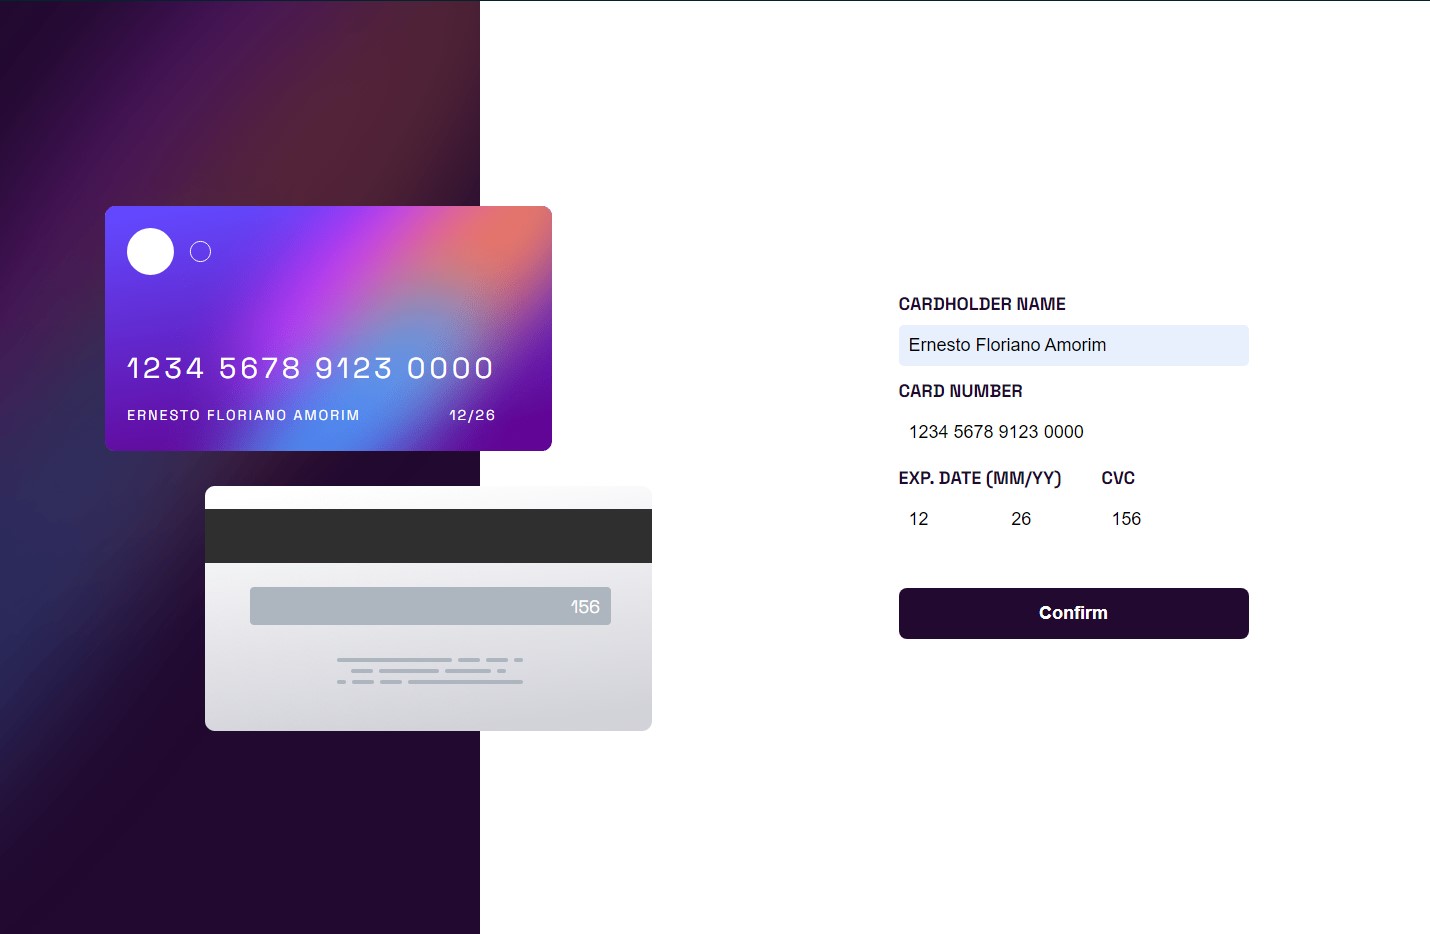 1234 5678 9123 0000
ERNESTO FLORIANO AMORIM 12/26
156
CARDHOLDER NAME
Ernesto Floriano Amorim
CARD NUMBER
1234 5678 9123 0000
EXP. DATE (MM/YY) CVC
12 26 156
Confirm